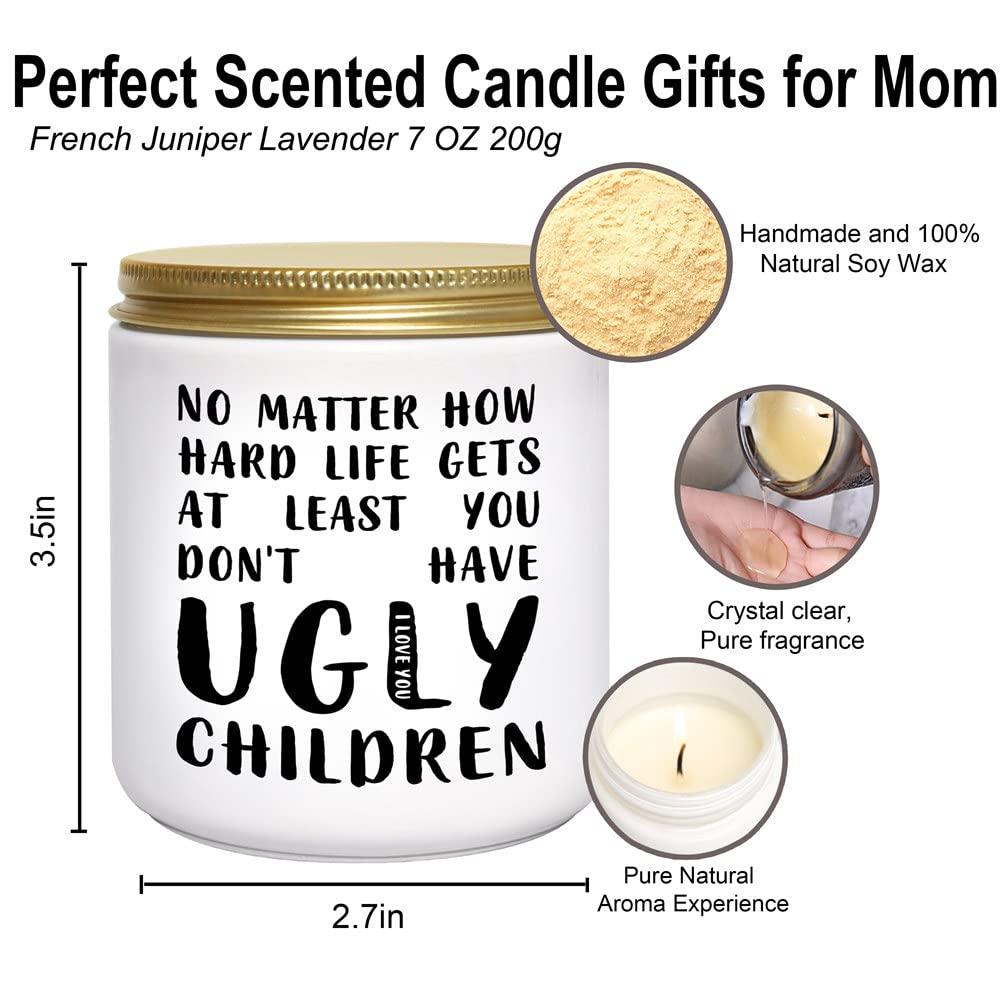 Perfect Scented Candle Gifts for Mom
French Juniper Lavender 7 OZ 200g
Handmade and 100%
Natural Soy Wax
3.5in
NO MATTER HOW
HARD LIFE GETS
AT LEAST YOU
DON'T HAVE
UGLY
I LOVE YOU
CHILDREN
Crystal clear,
Pure fragrance
Pure Natural
Aroma Experience
2.7in